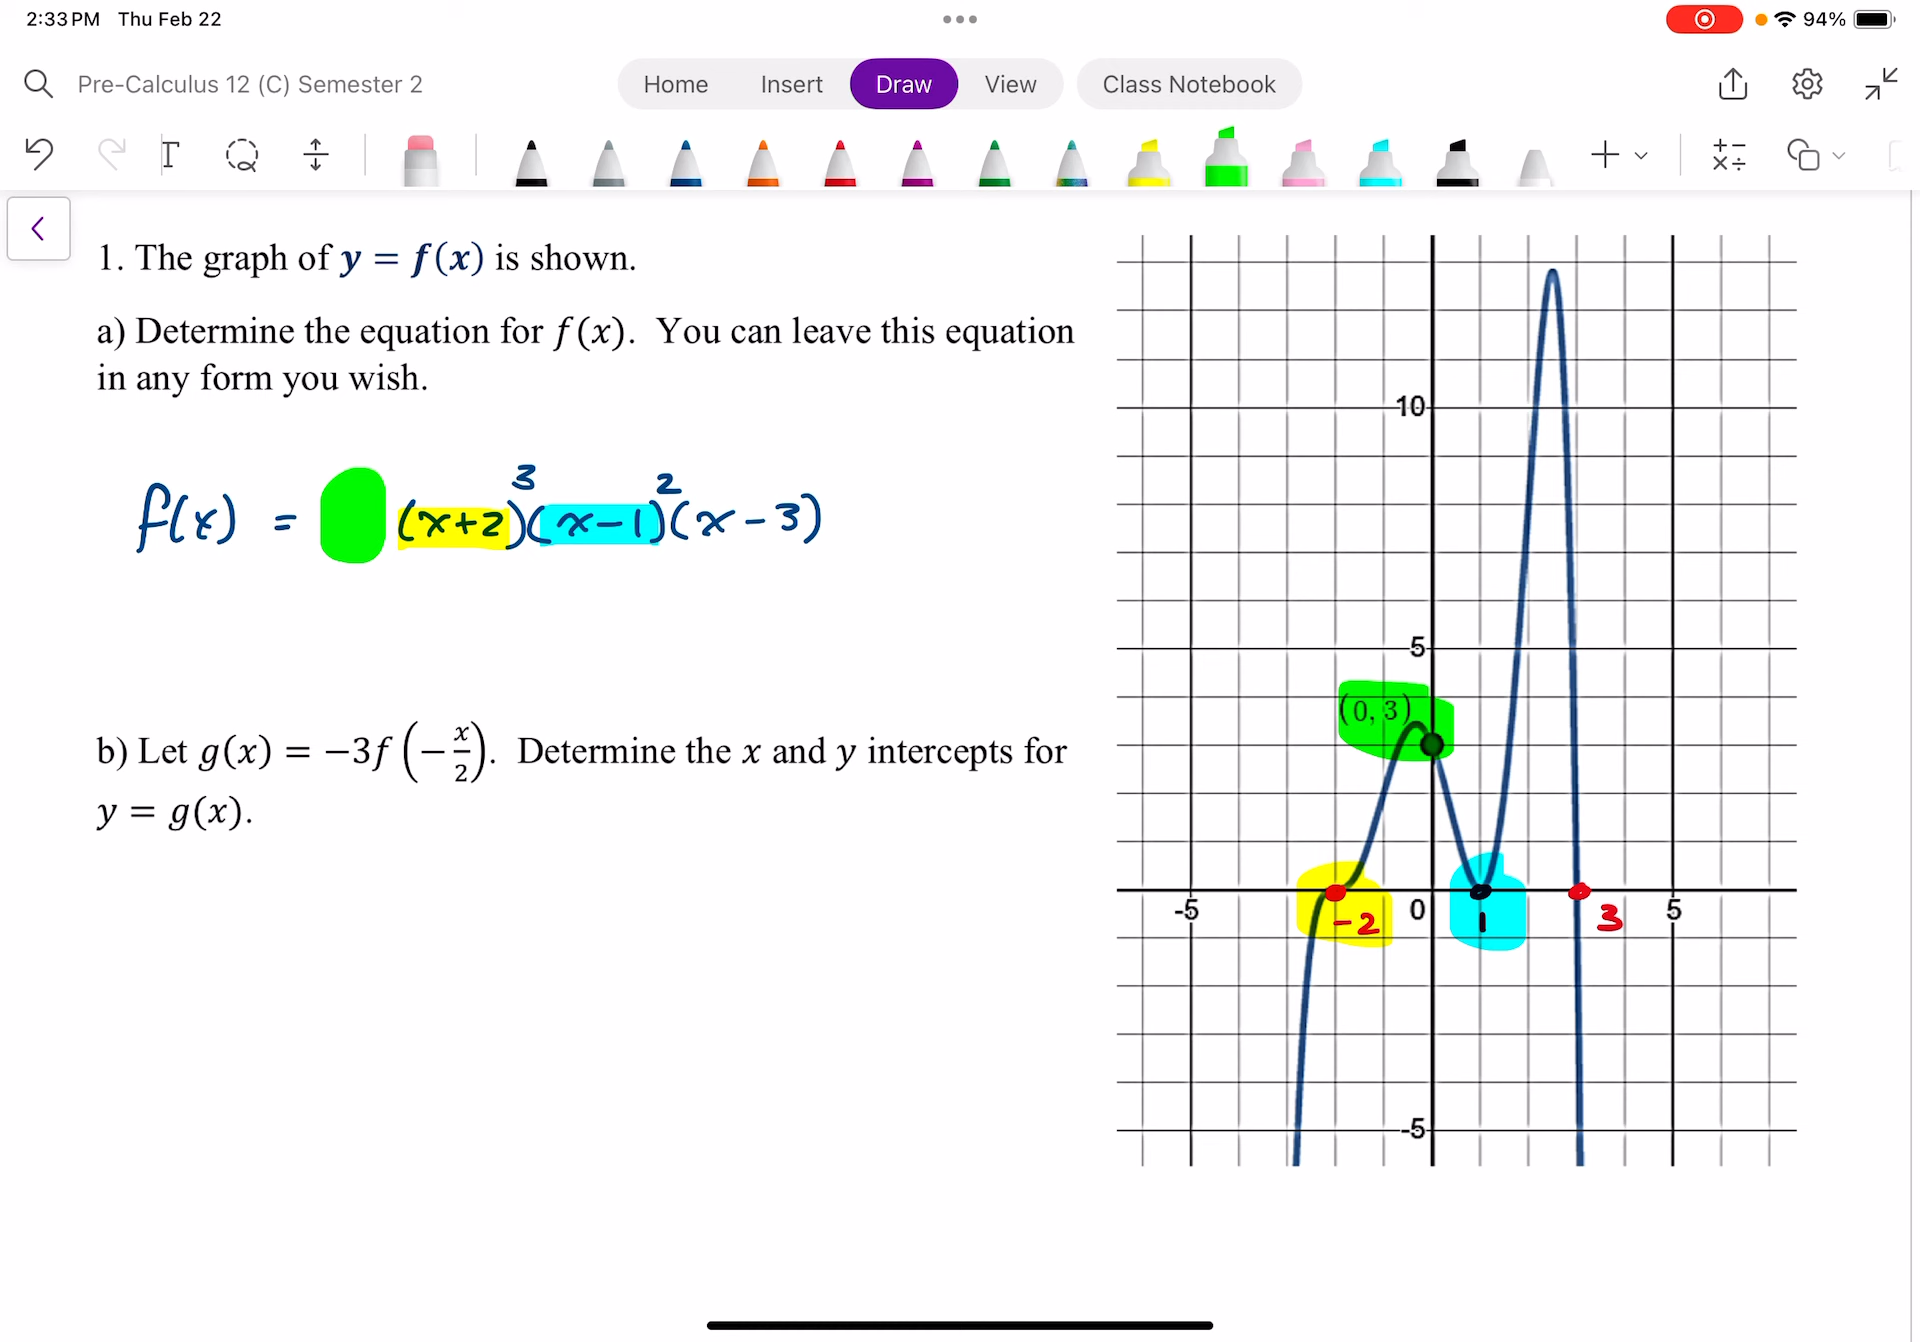 2:33 PM Thu Feb 22
94%
Pre-Calculus 12 (C) Semester 2
Home Insert Draw View Class Notebook
1. The graph of y = f(x) is shown.
a) Determine the equation for f(x). You can leave this equation
in any form you wish.
f(x) = (x+2)³(x-1)²(x-3)
b) Let g(x) = −3f(−x/2). Determine the x and y intercepts for
y = g(x).
10
5
(0, 3)
-5 0 5
-2 1 3
-5